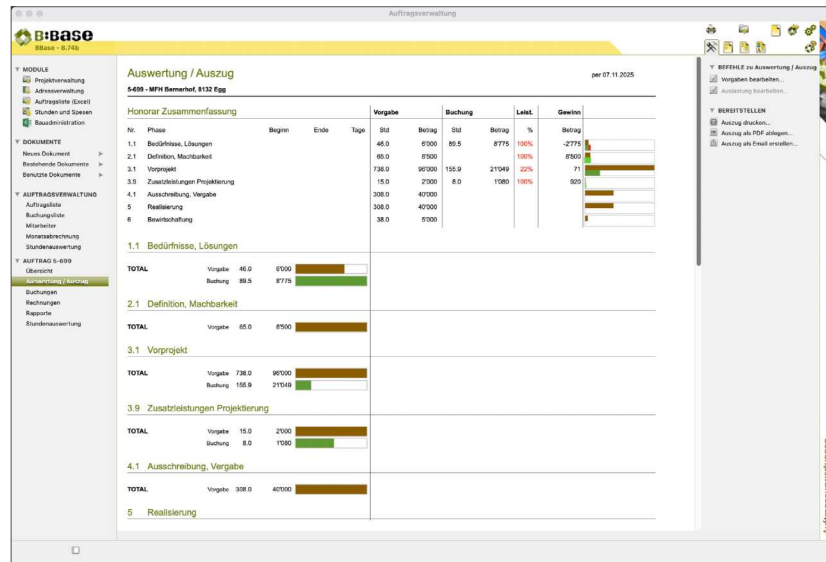 Auftragsverwaltung
B:BASE
BBase - 8.74b
MODULE
Projektverwaltung
Adressverwaltung
Auftragsliste (Excel)
Stunden und Spesen
Bauadministration
DOKUMENTE
Neues Dokument
Bestehende Dokumente
Benutzte Dokumente
AUFTRAGSVERWALTUNG
Auftragsliste
Buchungsliste
Mitarbeiter
Monatsabrechnung
Stundenauswertung
AUFTRAG 5-699
Übersicht
Auswertung / Auszug
Buchungen
Rechnungen
Rapporte
Stundenauswertung
Auswertung / Auszug per 07.11.2025
5-699 - MFH Bernerhof, 8132 Egg
Honorar Zusammenfassung Vorgabe Buchung Leist. Gewinn
Nr. Phase Beginn Ende Tage Std Betrag Std Betrag % Betrag
1.1 Bedürfnisse, Lösungen 46.0 6'000 89.5 8'775 100% -2'775
2.1 Definition, Machbarkeit 65.0 8'500 100% 8'500
3.1 Vorprojekt 738.0 96'000 155.9 21'049 22% 71
3.9 Zusatzleistungen Projektierung 15.0 2'000 8.0 1'080 100% 920
4.1 Ausschreibung, Vergabe 308.0 40'000
5 Realisierung 308.0 40'000
6 Bewirtschaftung 38.0 5'000
1.1 Bedürfnisse, Lösungen
TOTAL Vorgabe 46.0 6'000
Buchung 89.5 8'775
2.1 Definition, Machbarkeit
TOTAL Vorgabe 65.0 8'500
3.1 Vorprojekt
TOTAL Vorgabe 738.0 96'000
Buchung 155.9 21'049
3.9 Zusatzleistungen Projektierung
TOTAL Vorgabe 15.0 2'000
Buchung 8.0 1'080
4.1 Ausschreibung, Vergabe
TOTAL Vorgabe 308.0 40'000
5 Realisierung
BEFEHLE zu Auswertung / Auszug
Vorgaben bearbeiten...
Auslastung bearbeiten...
BEREITSTELLEN
Auszug drucken...
Auszug als PDF ablegen...
Auszug als Email erstellen...